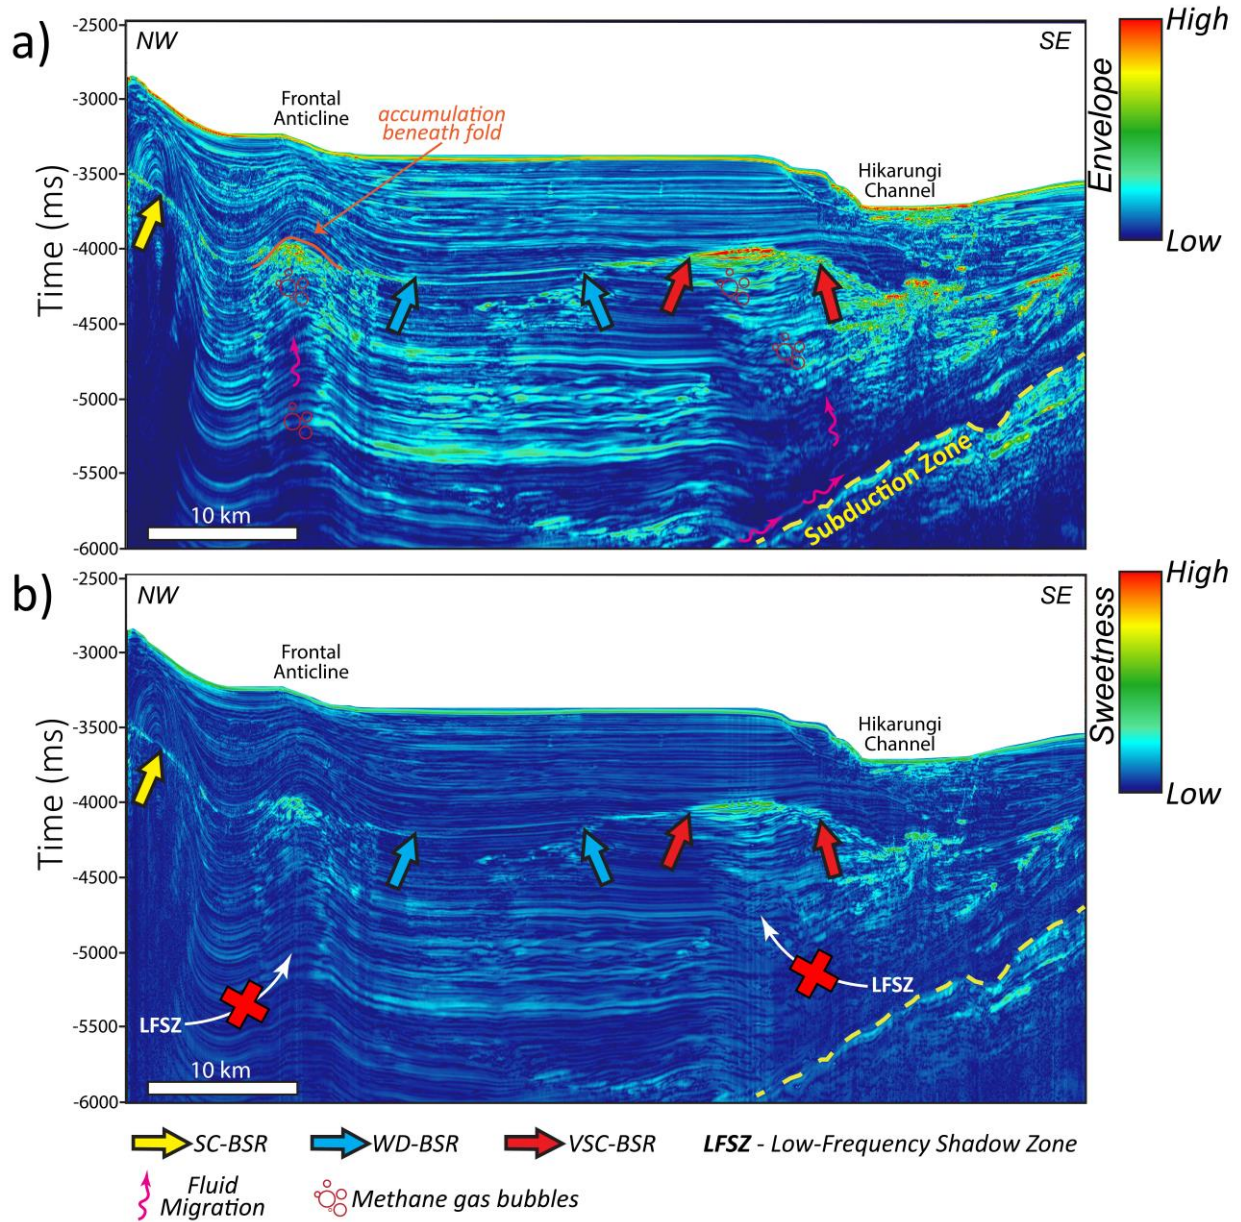 a)
NW
SE
Frontal
Anticline
accumulation
beneath fold
Hikarungi
Channel
Subduction Zone
10 km
Time (ms)
-2500
-3000
-3500
-4000
-4500
-5000
-5500
-6000
High
Envelope
Low
b)
NW
SE
Frontal
Anticline
Hikarungi
Channel
LFSZ
LFSZ
10 km
Time (ms)
-2500
-3000
-3500
-4000
-4500
-5000
-5500
-6000
High
Sweetness
Low
SC-BSR
WD-BSR
VSC-BSR
LFSZ - Low-Frequency Shadow Zone
Fluid
Migration
Methane gas bubbles